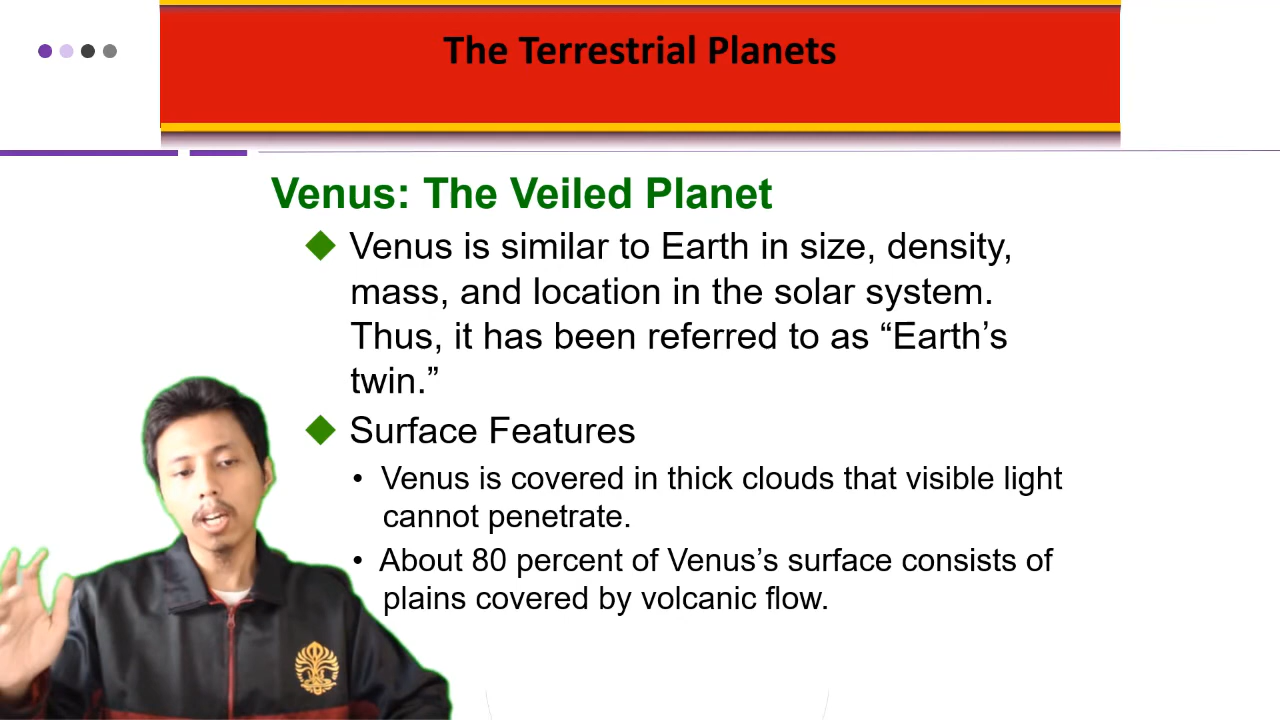 The Terrestrial Planets
Venus: The Veiled Planet
Venus is similar to Earth in size, density,
mass, and location in the solar system.
Thus, it has been referred to as “Earth’s
twin.”
Surface Features
• Venus is covered in thick clouds that visible light
cannot penetrate.
• About 80 percent of Venus’s surface consists of
plains covered by volcanic flow.